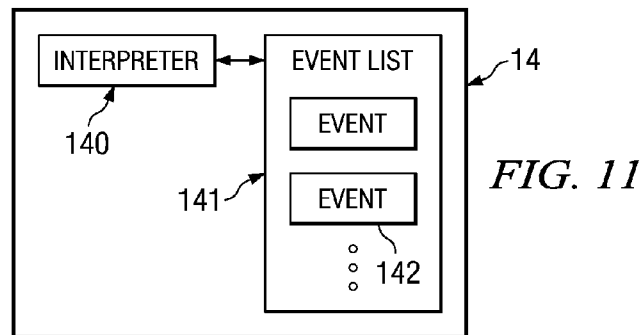 INTERPRETER
140
EVENT LIST
EVENT
EVENT
141
142
14
FIG. 11